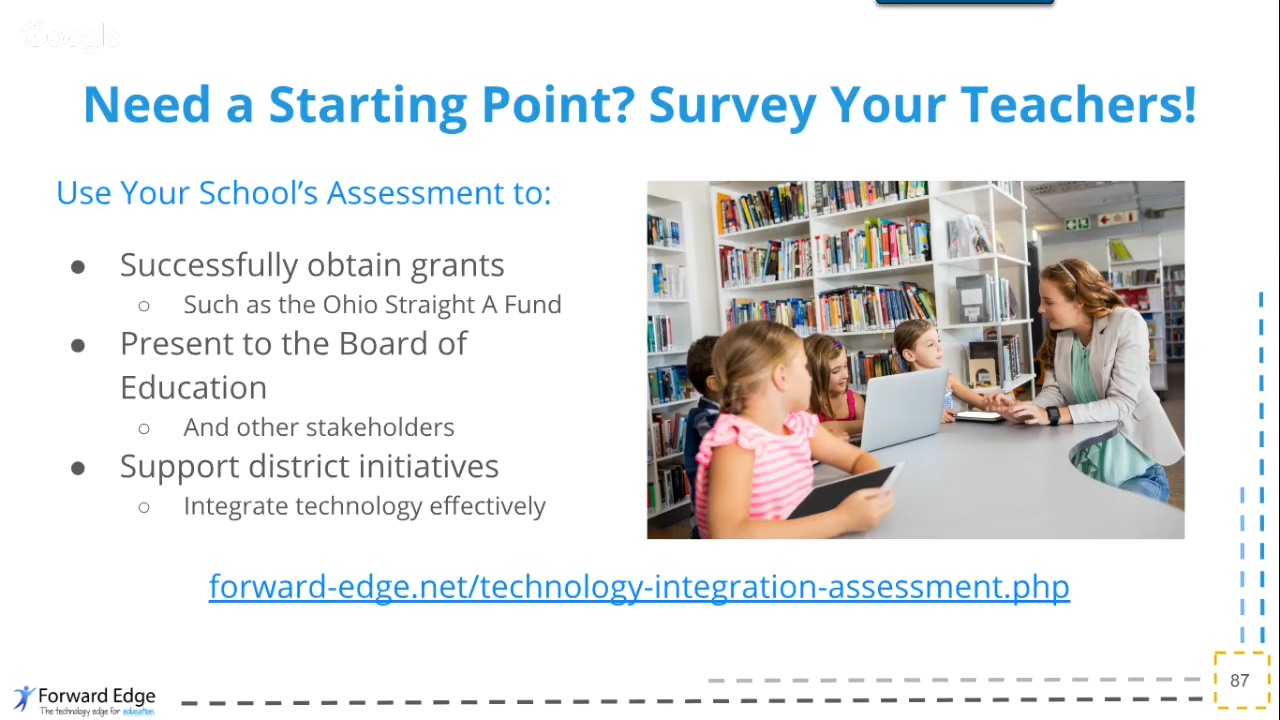 Google
Need a Starting Point? Survey Your Teachers!
Use Your School's Assessment to:
● Successfully obtain grants
○ Such as the Ohio Straight A Fund
● Present to the Board of
Education
○ And other stakeholders
● Support district initiatives
○ Integrate technology effectively
forward-edge.net/technology-integration-assessment.php
Forward Edge
The technology edge for education
87